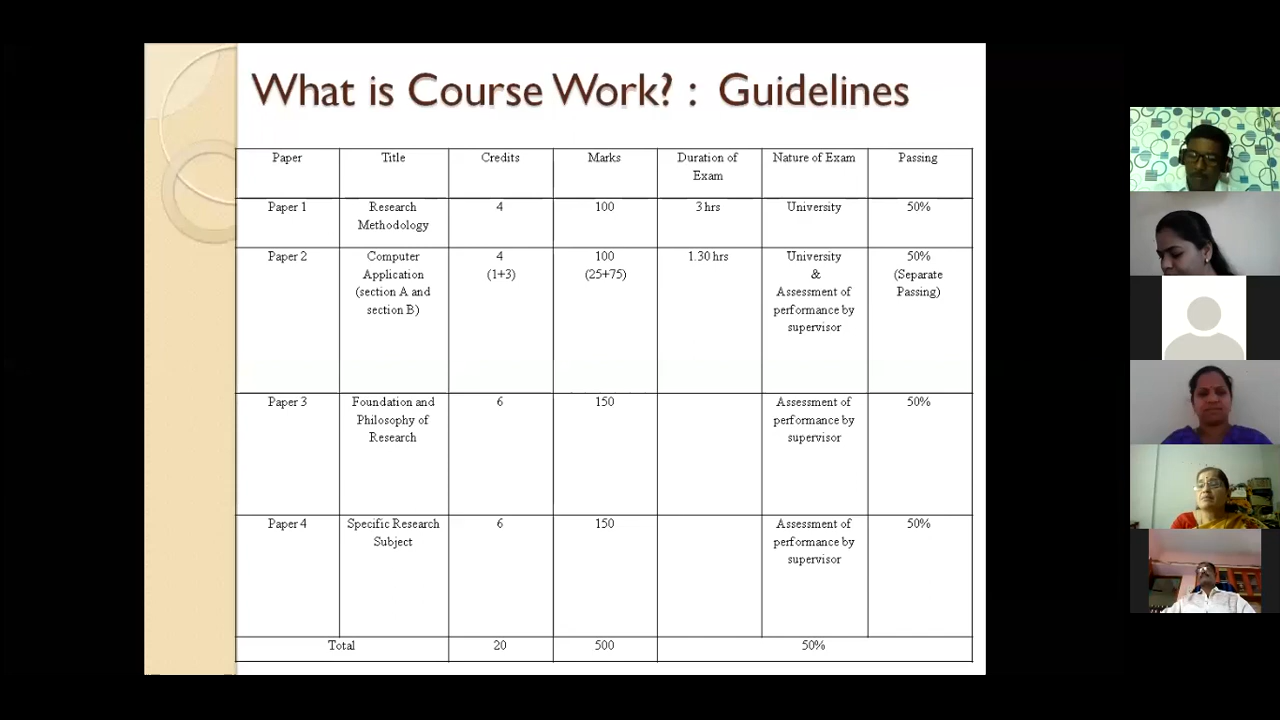 What is Course Work? : Guidelines
Paper Title Credits Marks Duration of Exam Nature of Exam Passing
Paper 1 Research Methodology 4 100 3 hrs University 50%
Paper 2 Computer Application (section A and section B) 4 (1+3) 100 (25+75) 1.30 hrs University & Assessment of performance by supervisor 50% (Separate Passing)
Paper 3 Foundation and Philosophy of Research 6 150 Assessment of performance by supervisor 50%
Paper 4 Specific Research Subject 6 150 Assessment of performance by supervisor 50%
Total 20 500 50%